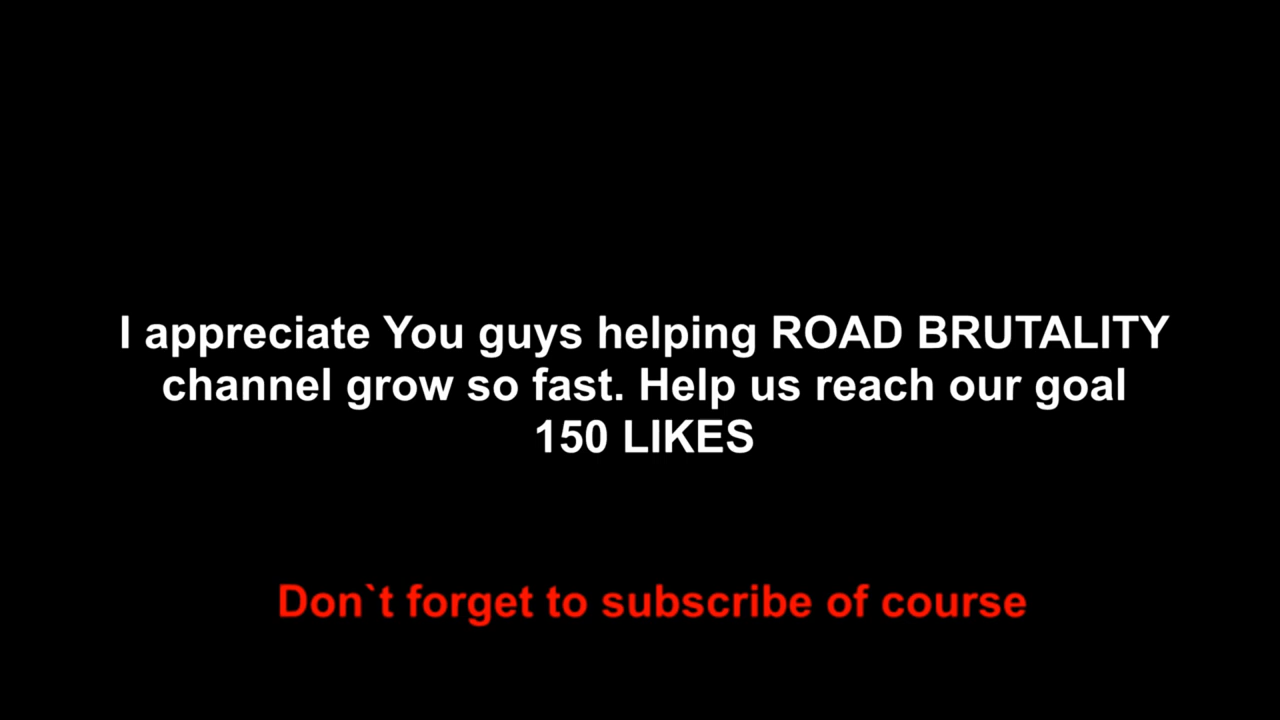 I appreciate You guys helping ROAD BRUTALITY
channel grow so fast. Help us reach our goal
150 LIKES
Don`t forget to subscribe of course